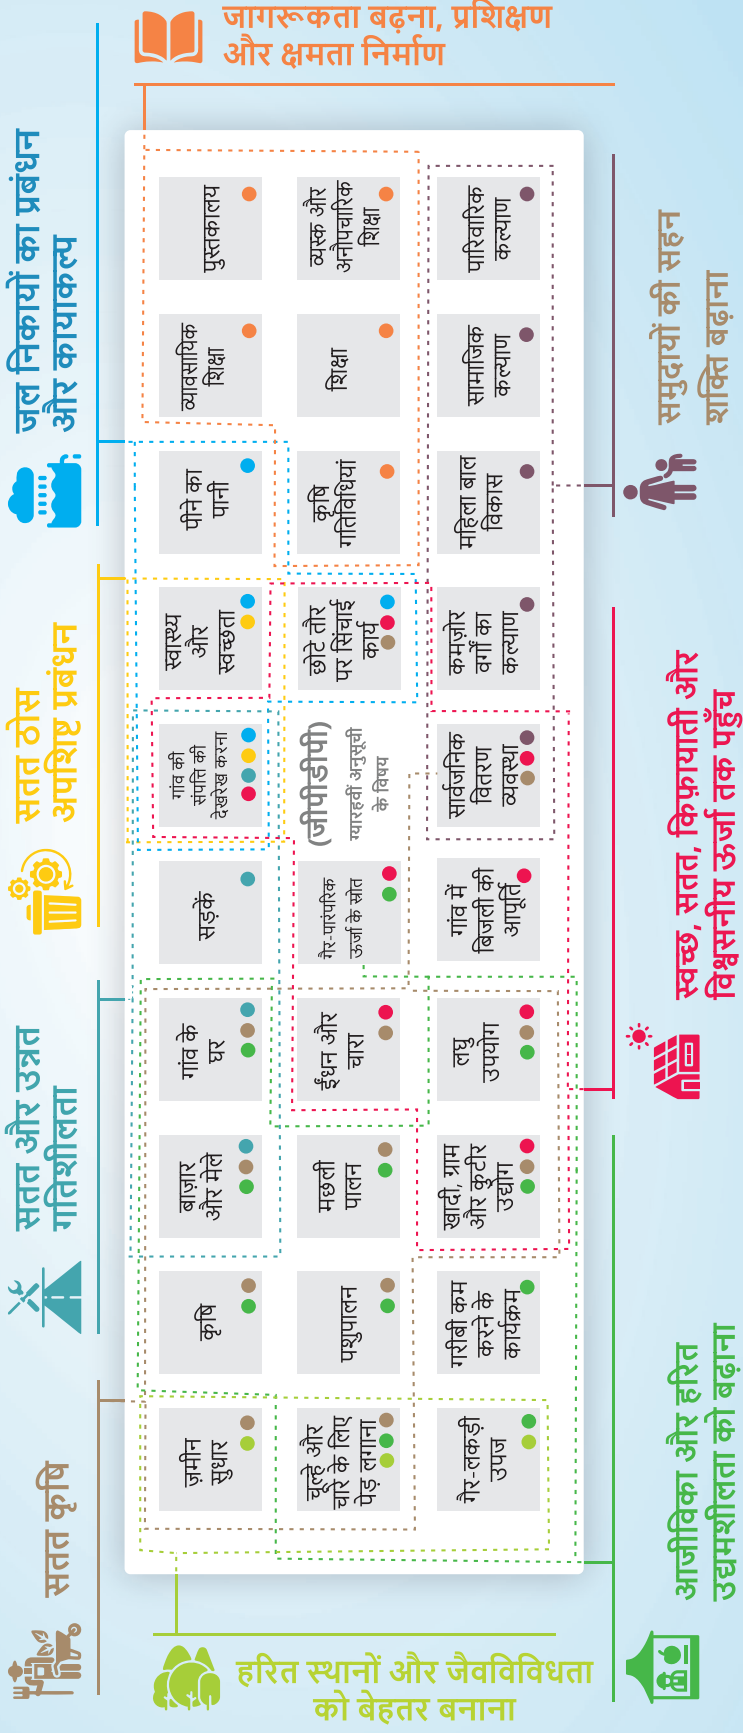 जागरूकता बढ़ना, प्रशिक्षण
और क्षमता निर्माण
जल निकायों का प्रबंधन
और कायाकल्प
सतत ठोस
अपशिष्ट प्रबंधन
सतत और उन्नत
गतिशीलता
सतत कृषि
पुस्तकालय
व्यस्क और
अनौपचारिक
शिक्षा
पारिवारिक
कल्याण
व्यावसायिक
शिक्षा
शिक्षा
सामाजिक
कल्याण
पीने का
पानी
कृषि
गतिविधियां
महिला बाल
विकास
स्वास्थ्य
और
स्वच्छता
छोटे तौर
पर सिंचाई
कार्य
कमज़ोर
वर्गों का
कल्याण
गांव की
संपत्ति की
देखरेख करना
(जीपीडीपी)
ग्यारहवीं अनुसूची
के विषय
सार्वजनिक
वितरण
व्यवस्था
सड़कें
गैर-पारंपरिक
ऊर्जा के स्रोत
गांव में
बिजली की
आपूर्ति
गांव के
घर
ईंधन और
चारा
लघु
उपयोग
बाज़ार
और मेले
मछली
पालन
खादी, ग्राम
और कुटीर
उद्योग
कृषि
पशुपालन
गरीबी कम
करने के
कार्यक्रम
ज़मीन
सुधार
चूल्हे और
चारे के लिए
पेड़ लगाना
गैर-लकड़ी
उपज
समुदायों की सहन
शक्ति बढ़ाना
स्वच्छ, सतत, किफ़ायाती और
विश्वसनीय ऊर्जा तक पहुँच
आजीविका और हरित
उद्यमशीलता को बढ़ाना
हरित स्थानों और जैवविविधता
को बेहतर बनाना